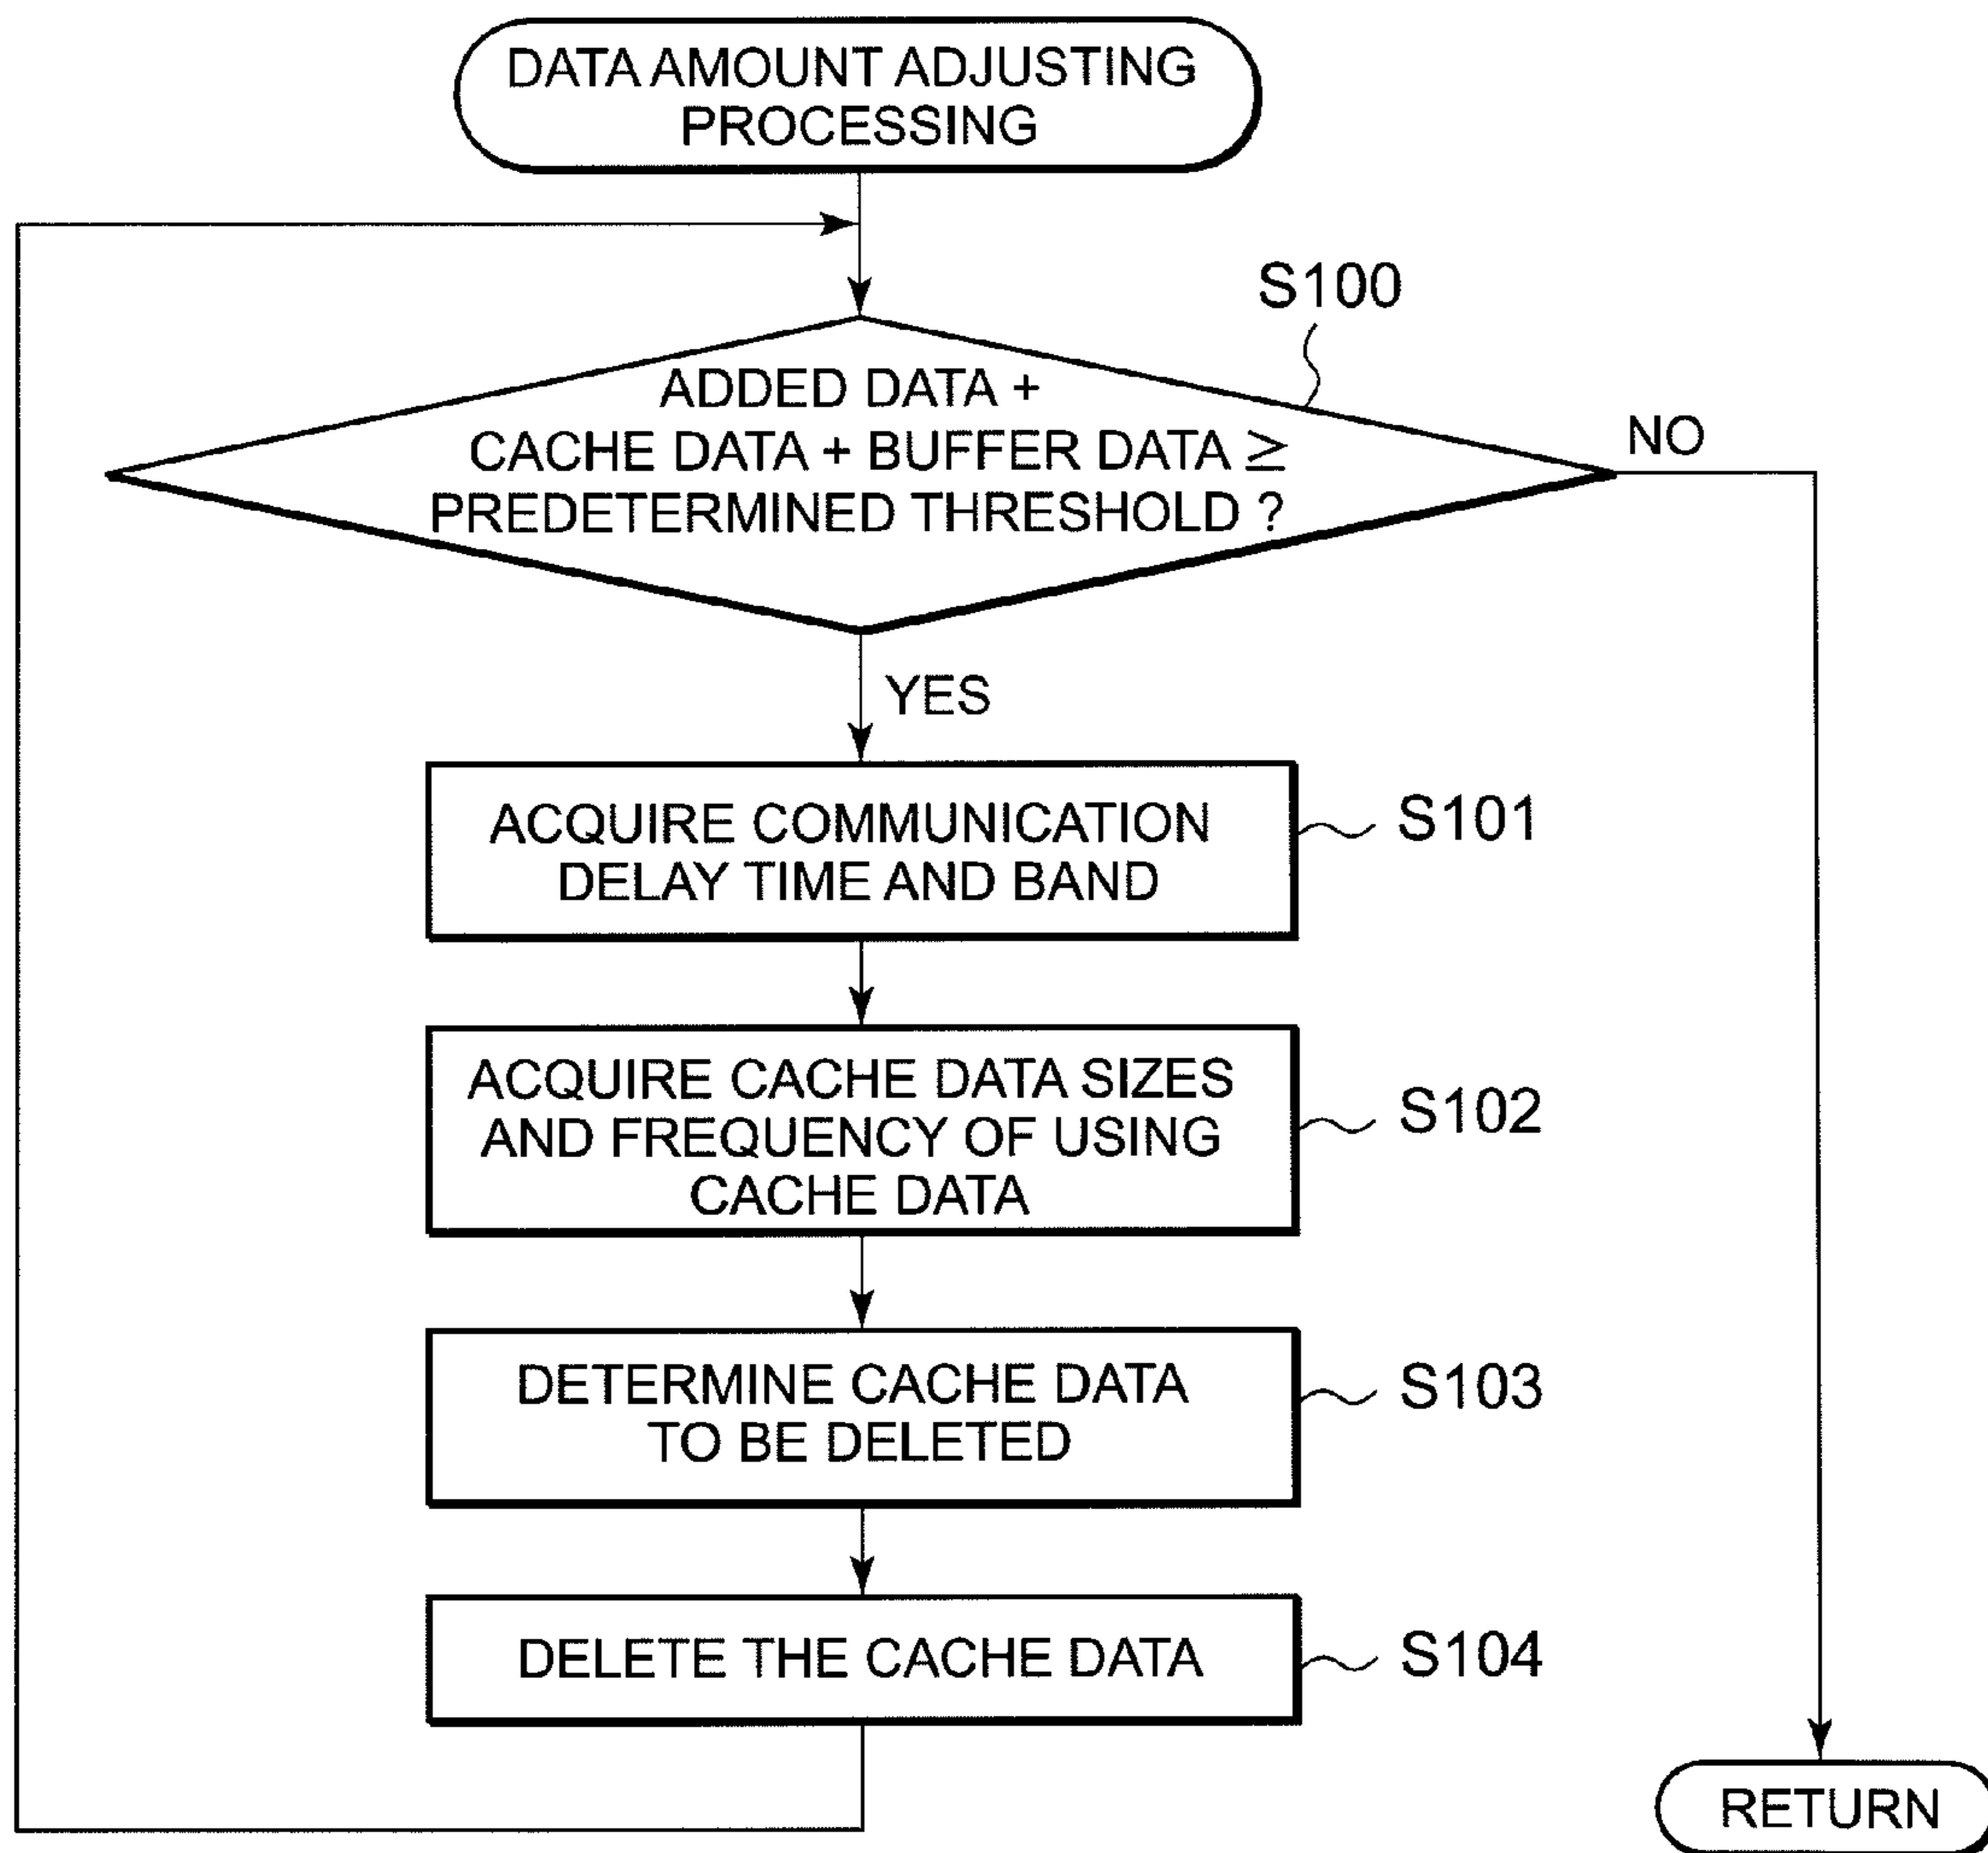 DATA AMOUNT ADJUSTING
PROCESSING
S100
ADDED DATA +
CACHE DATA + BUFFER DATA ≥
PREDETERMINED THRESHOLD ?
NO
YES
ACQUIRE COMMUNICATION
DELAY TIME AND BAND
S101
ACQUIRE CACHE DATA SIZES
AND FREQUENCY OF USING
CACHE DATA
S102
DETERMINE CACHE DATA
TO BE DELETED
S103
DELETE THE CACHE DATA
S104
RETURN